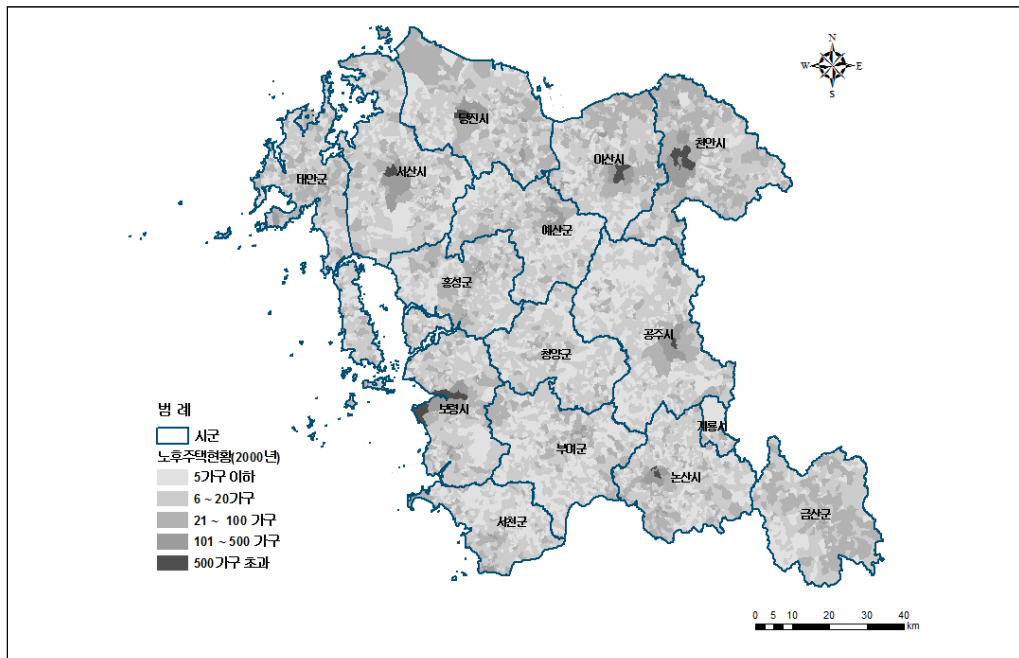 N
W E
S
당진시
천안시
아산시
서산시
태안군
예산군
홍성군
공주시
청양군
보령시
계룡시
부여군
논산시
금산군
서천군
범 례
시군
노후주택현황(2000년)
5가구 이하
6 ~ 20가구
21 ~ 100 가구
101 ~ 500 가구
500가구 초과
0 5 10 20 30 40
km